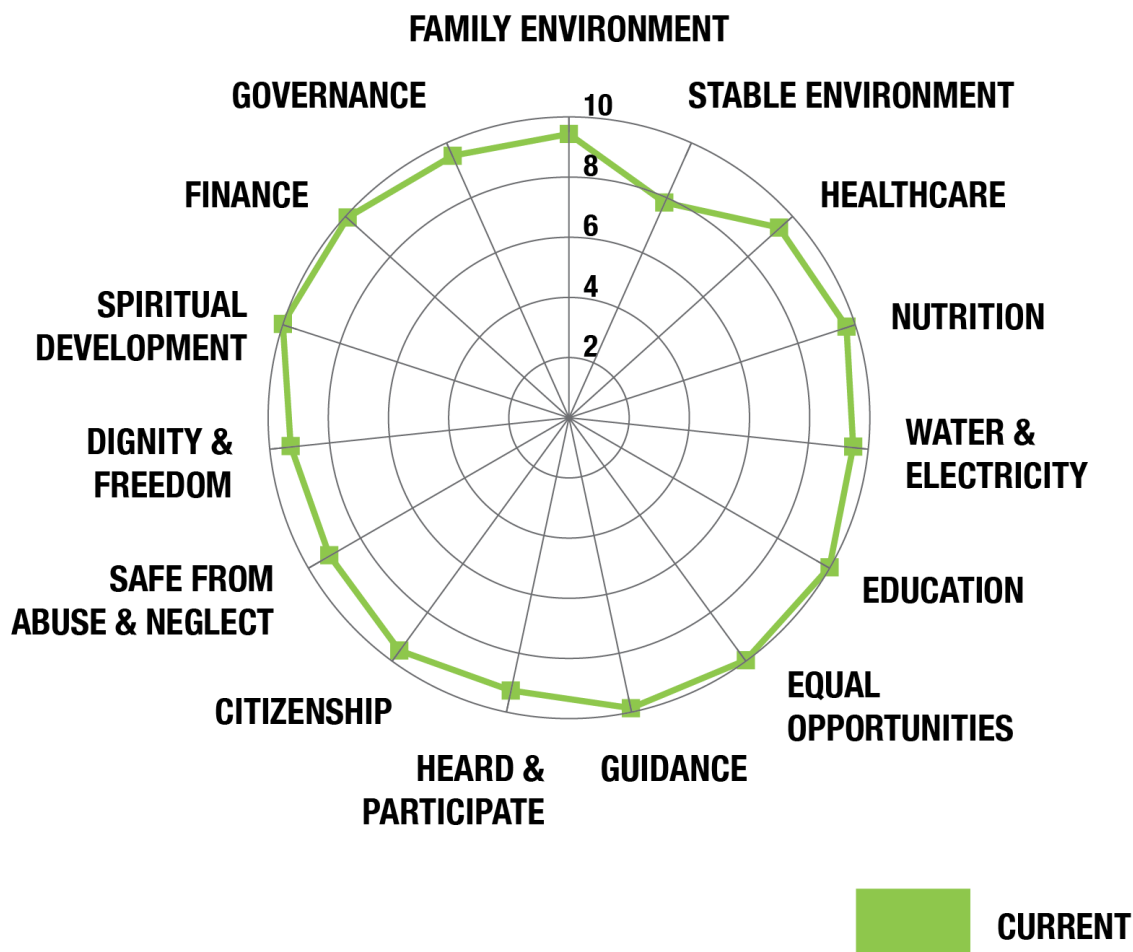 FAMILY ENVIRONMENT
GOVERNANCE
STABLE ENVIRONMENT
10
8
6
4
2
FINANCE
HEALTHCARE
SPIRITUAL
DEVELOPMENT
NUTRITION
DIGNITY &
FREEDOM
WATER &
ELECTRICITY
SAFE FROM
ABUSE & NEGLECT
EDUCATION
CITIZENSHIP
EQUAL
OPPORTUNITIES
HEARD &
PARTICIPATE
GUIDANCE
CURRENT